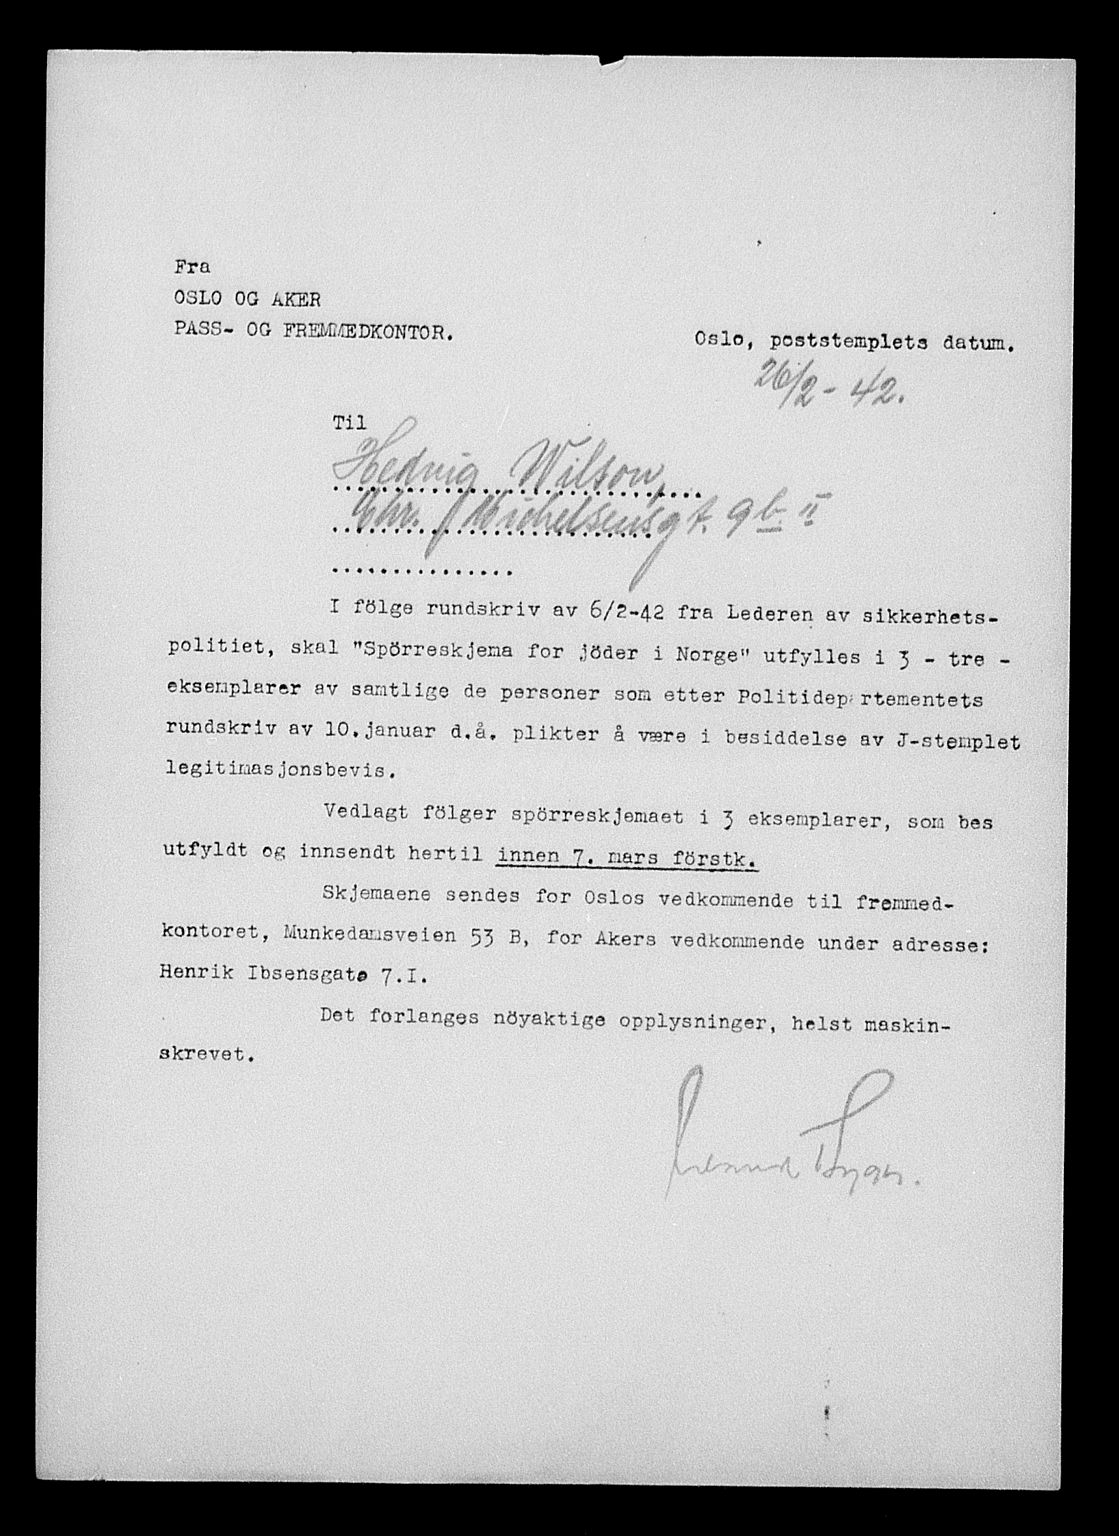 Fra
OSLO OG AKER
PASS- OG FREMMEDKONTOR.
Oslo, poststemplets datum.
26/2 - 42.
Til
Hedvig Wilson,
Chr. Michelsensgt. 9 b II
I fölge rundskriv av 6/2-42 fra Lederen av sikkerhets-
politiet, skal "Spörreskjema for jöder i Norge" utfylles i 3 - tre -
eksemplarer av samtlige de personer som etter Politidep rtementets
rundskriv av 10.januar d.å. plikter å være i besiddelse av J-stemplet
legitimasjonsbevis.
Vedlagt fölger spörreskjemaet i 3 eksemplarer, som bes
utfyldt og innsendt hertil innen 7. mars förstk.
Skjemaene sendes for Oslos vedkommende til fremmed-
kontoret, Munkedamsveien 53 B, for Akers vedkommende under adresse:
Henrik Ibsensgate 7.I.
Det forlanges nöyaktige opplysninger, helst maskin-
skrevet.